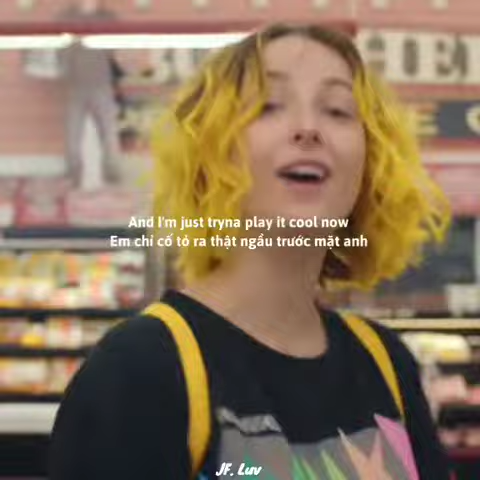 And I'm just tryna play it cool now
Em chỉ cố tỏ ra thật ngầu trước mặt anh
JF. Luv